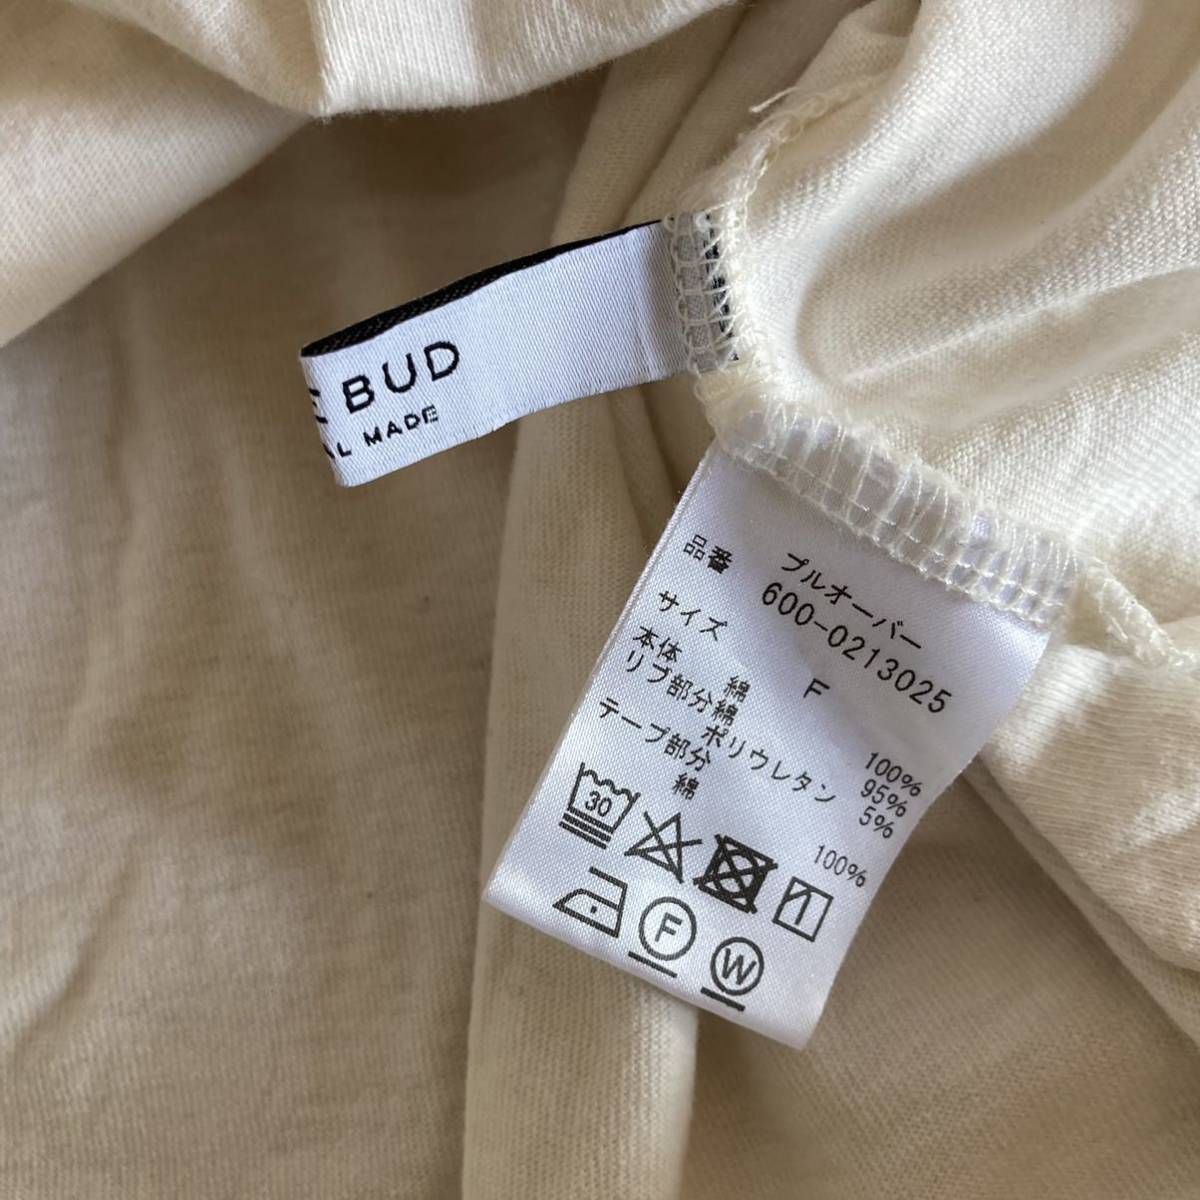 BUD
MADE
プルオーバー
品番 600-0213025
サイズ F
本体 綿 100%
リブ部分綿 95%
ポリウレタン 5%
テープ部分
綿 100%
30
F
W